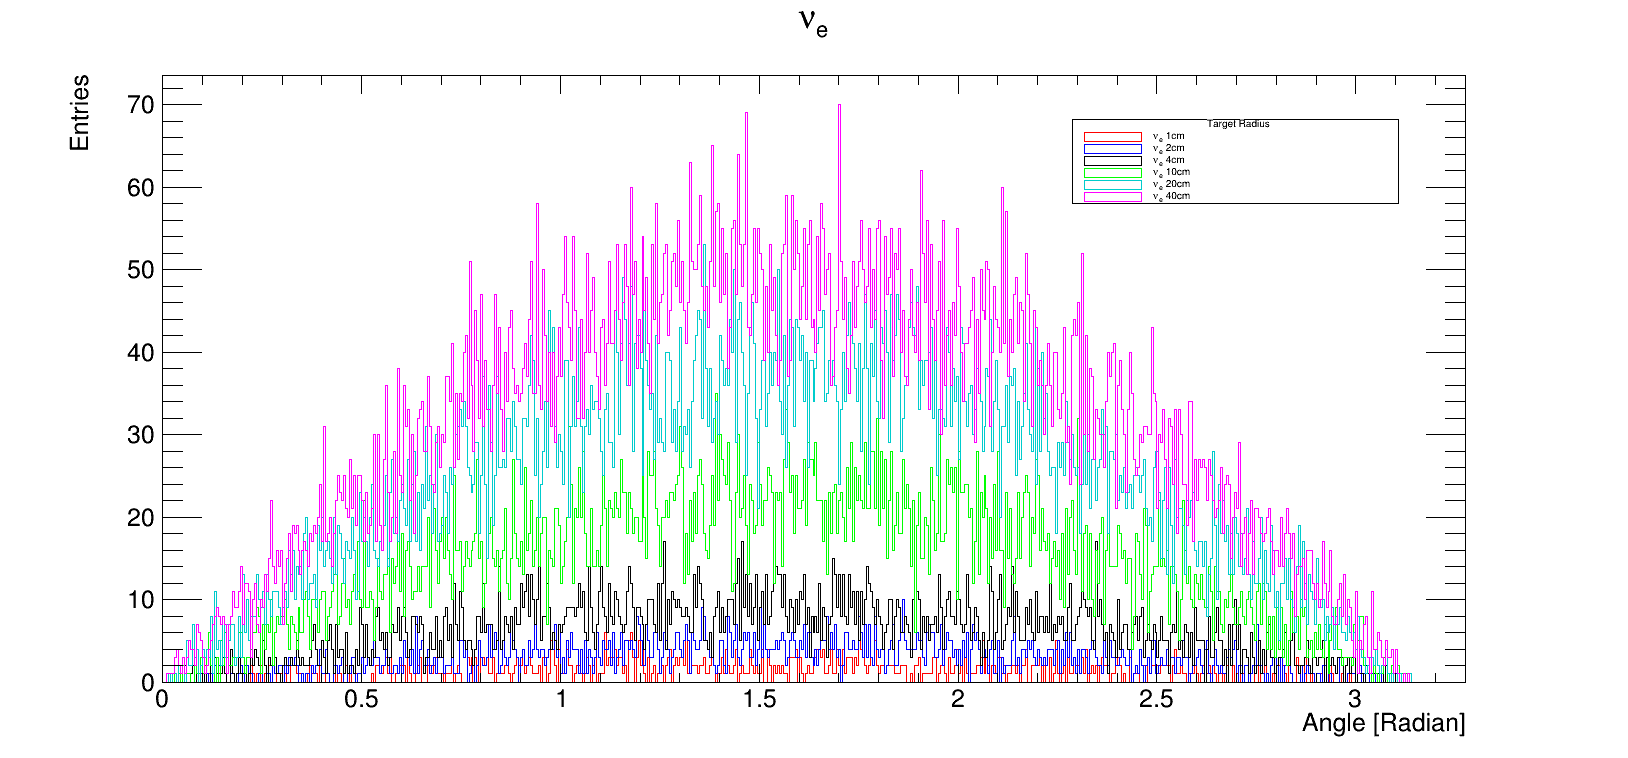 νe
Entries
70
60
50
40
30
20
10
0
Target Radius
νe 1cm
νe 2cm
νe 4cm
νe 10cm
νe 20cm
νe 40cm
0 0.5 1 1.5 2 2.5 3
Angle [Radian]